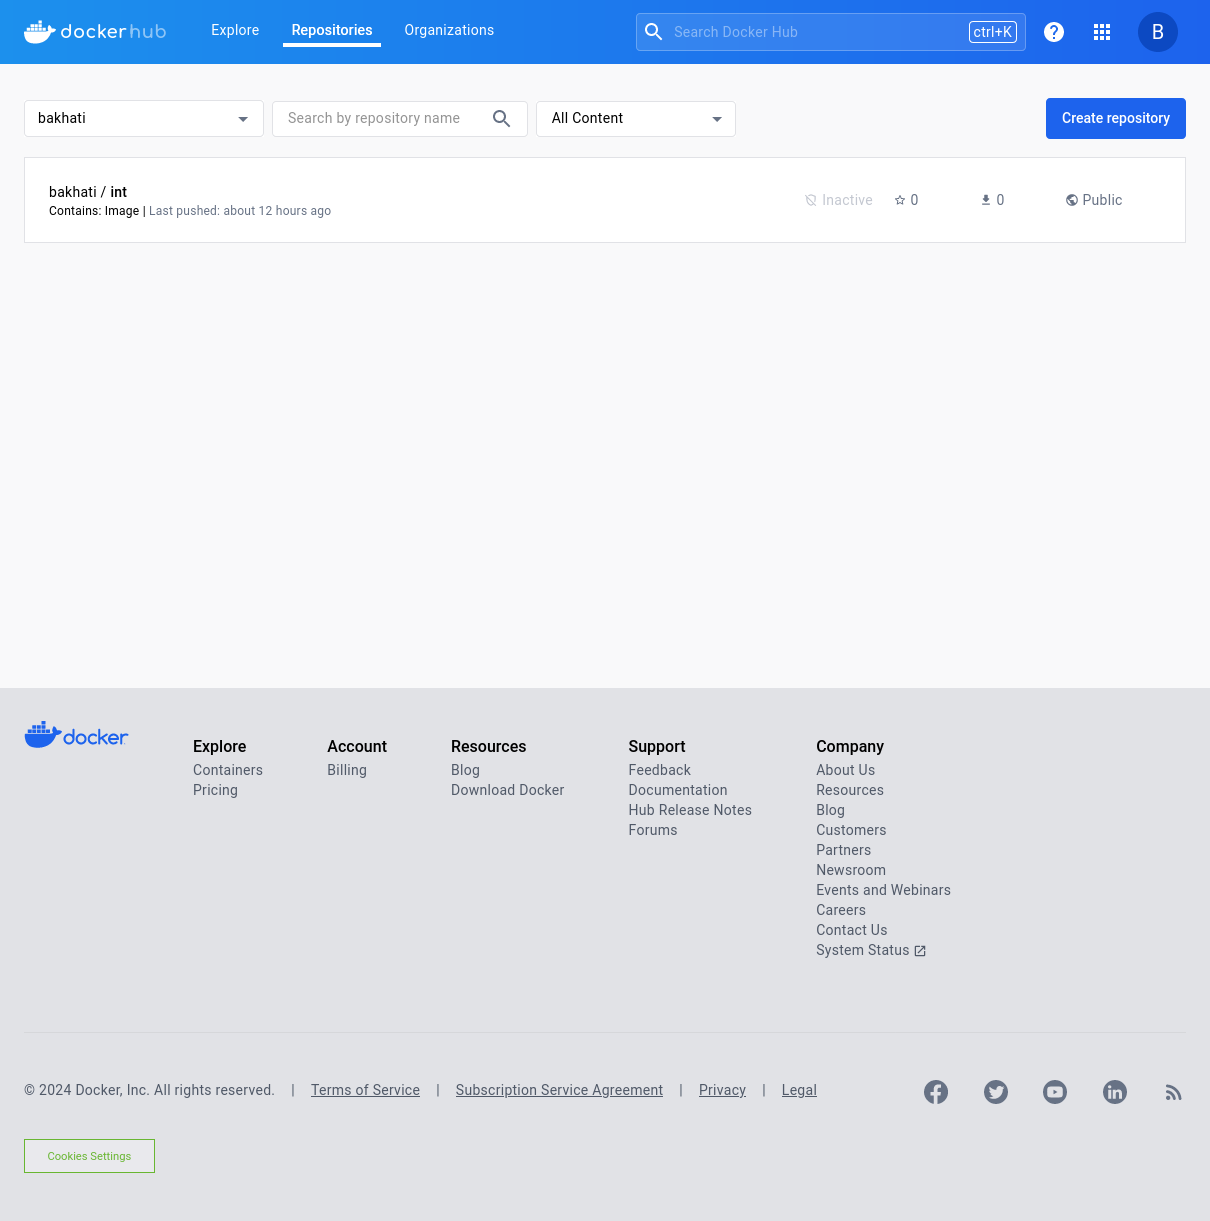 docker hub
Explore
Repositories
Organizations
Search Docker Hub
ctrl+K
B
bakhati
Search by repository name
All Content
Create repository
bakhati / int
Contains: Image | Last pushed: about 12 hours ago
Inactive
0
0
Public
docker
Explore
Containers
Pricing
Account
Billing
Resources
Blog
Download Docker
Support
Feedback
Documentation
Hub Release Notes
Forums
Company
About Us
Resources
Blog
Customers
Partners
Newsroom
Events and Webinars
Careers
Contact Us
System Status
© 2024 Docker, Inc. All rights reserved. | Terms of Service | Subscription Service Agreement | Privacy | Legal
Cookies Settings